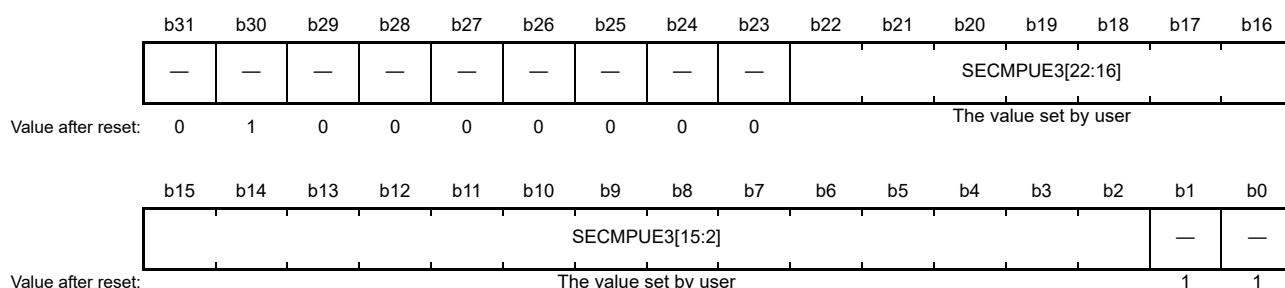 b31 b30 b29 b28 b27 b26 b25 b24 b23 b22 b21 b20 b19 b18 b17 b16
— — — — — — — — — SECMPUE3[22:16]
Value after reset: 0 1 0 0 0 0 0 0 0 The value set by user
b15 b14 b13 b12 b11 b10 b9 b8 b7 b6 b5 b4 b3 b2 b1 b0
SECMPUE3[15:2] — —
Value after reset: The value set by user 1 1